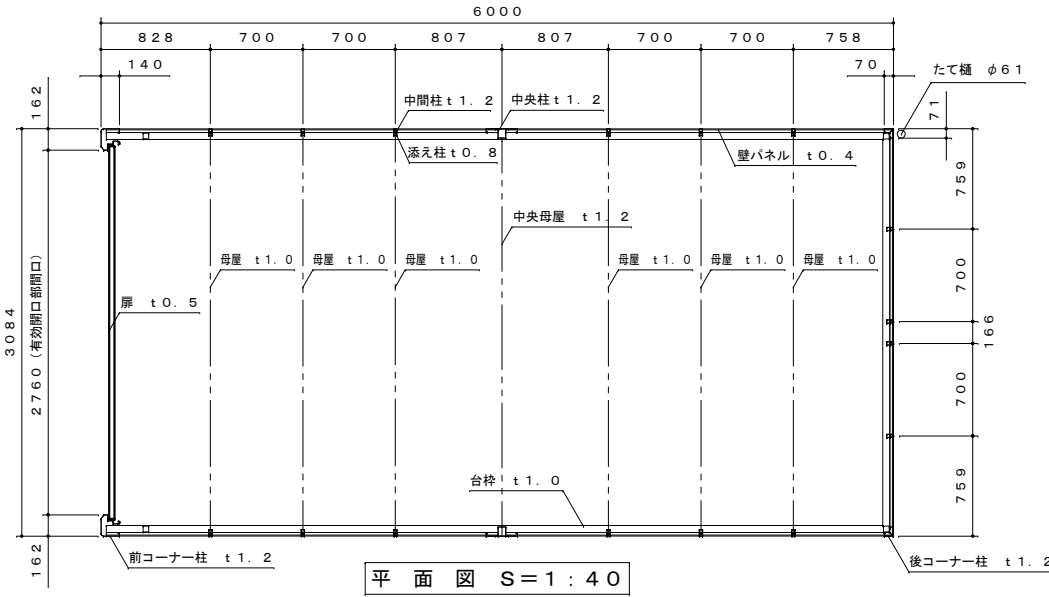 ６０００
８２８ ７００ ７００ ８０７ ８０７ ７００ ７００ ７５８
１４０ ７０
たて樋 φ６１
１６２
７１
中間柱ｔ１．２ 中央柱ｔ１．２
添え柱ｔ０．８
壁パネル ｔ０．４
７５９
中央母屋 ｔ１．２
母屋 ｔ１．０ 母屋 ｔ１．０ 母屋 ｔ１．０ 母屋 ｔ１．０ 母屋 ｔ１．０ 母屋 ｔ１．０
７００
扉 ｔ０．５
３０８４
２７６０（有効開口部間口）
１６６
７００
７５９
台枠 ｔ１．０
１６２
前コーナー柱 ｔ１．２
後コーナー柱 ｔ１．２
平 面 図 Ｓ＝１：４０